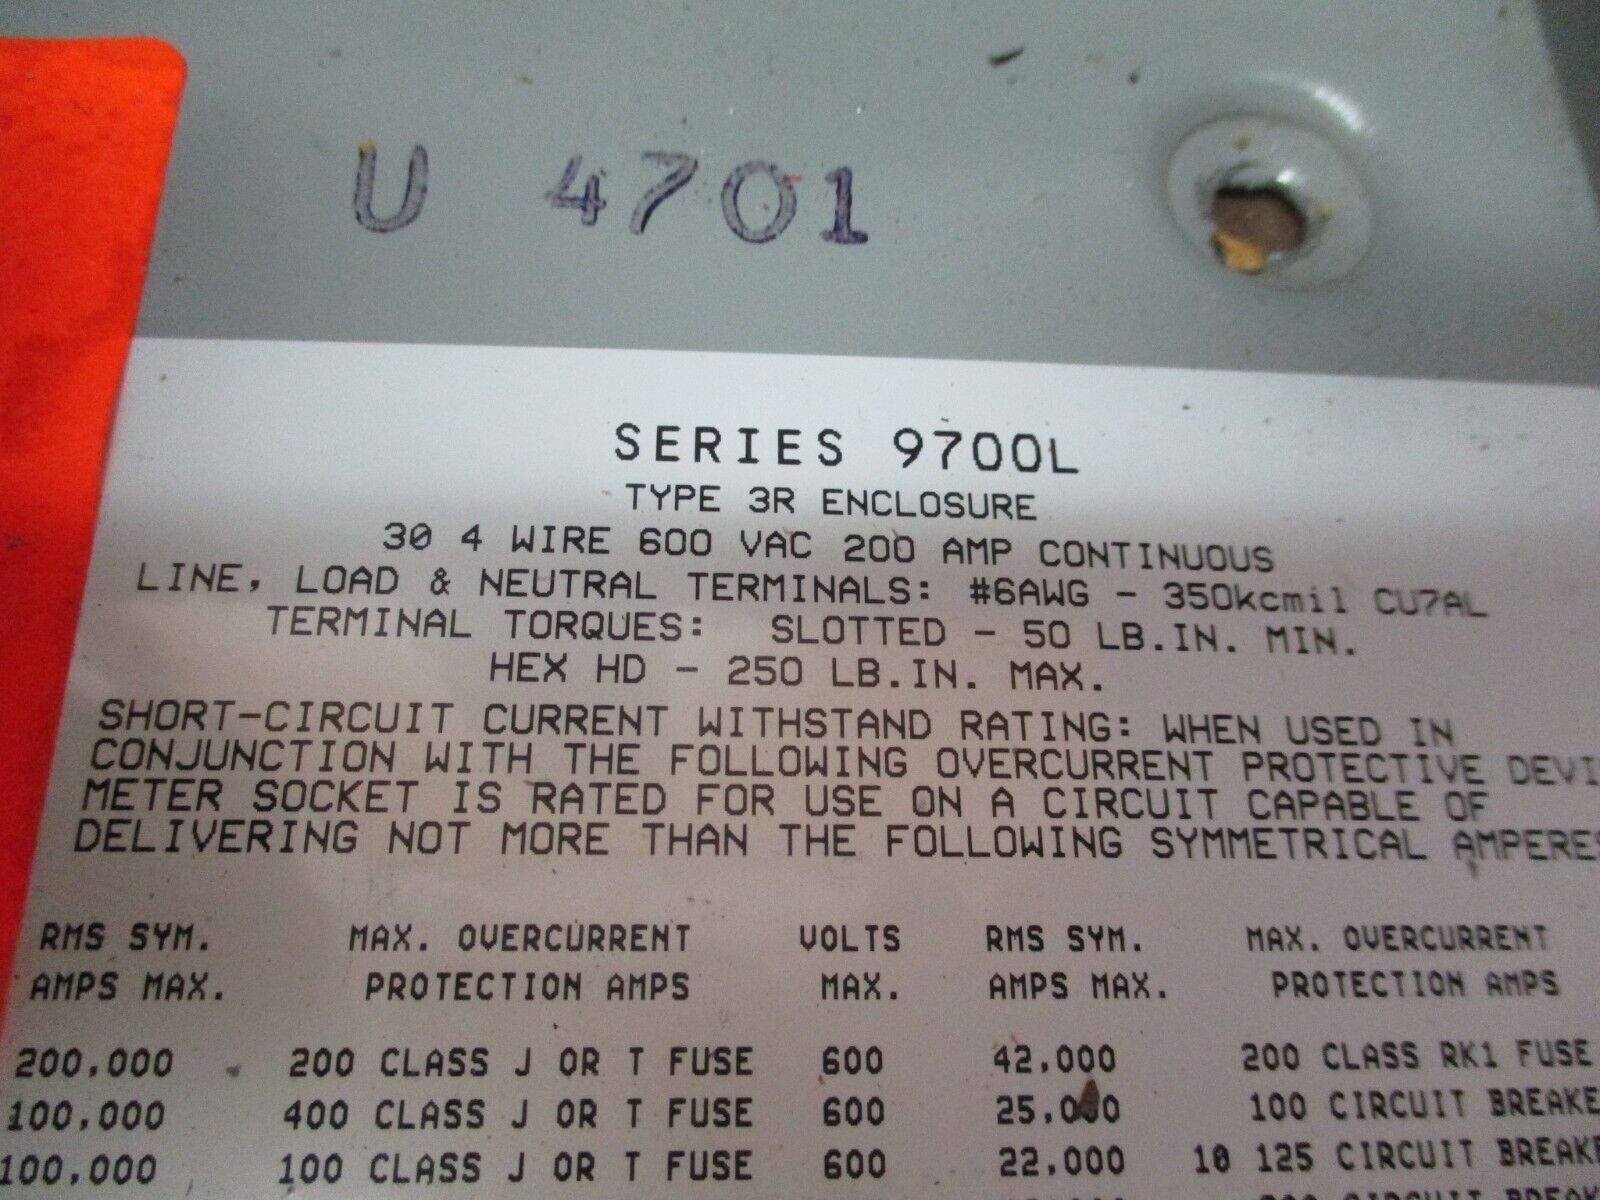 U 4701
SERIES 9700L
TYPE 3R ENCLOSURE
30 4 WIRE 600 VAC 200 AMP CONTINUOUS
LINE, LOAD & NEUTRAL TERMINALS: #6AWG - 350kcmil CU7AL
TERMINAL TORQUES: SLOTTED - 50 LB.IN. MIN.
HEX HD - 250 LB.IN. MAX.
SHORT-CIRCUIT CURRENT WITHSTAND RATING: WHEN USED IN
CONJUNCTION WITH THE FOLLOWING OVERCURRENT PROTECTIVE DEVI
METER SOCKET IS RATED FOR USE ON A CIRCUIT CAPABLE OF
DELIVERING NOT MORE THAN THE FOLLOWING SYMMETRICAL AMPERES
RMS SYM. MAX. OVERCURRENT VOLTS RMS SYM. MAX. OVERCURRENT
AMPS MAX. PROTECTION AMPS MAX. AMPS MAX. PROTECTION AMPS
200,000 200 CLASS J OR T FUSE 600 42,000 200 CLASS RK1 FUSE
100,000 400 CLASS J OR T FUSE 600 25,000 100 CIRCUIT BREAKE
100,000 100 CLASS J OR T FUSE 600 22,000 10 125 CIRCUIT BREAKE